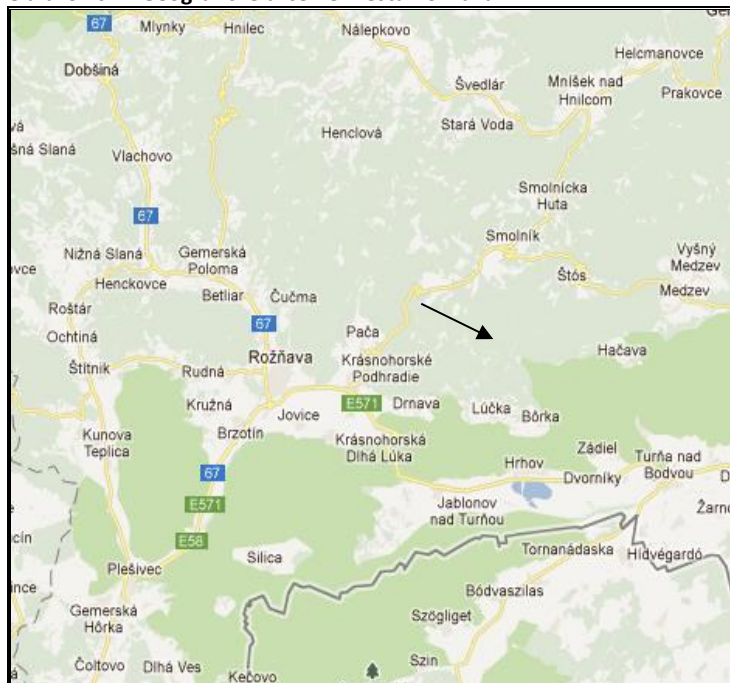 67
Mlynky
Hnilec
Nálepkovo
Helcmanovce
Dobšiná
Švedlár
Mníšek nad
Hnilcom
Prakovce
Stará Voda
Henclová
šná Slaná
Vlachovo
Smolnícka
Huta
67
Smolník
Nižná Slaná
Gemerská
Poloma
Vyšný
Medzev
Štós
Henckovce
Betliar
Čučma
Medzev
Roštár
67
Ochtiná
Pača
Rožňava
Hačava
Štítnik
Rudná
Krásnohorské
Podhradie
Kružná
E571
Drnava
Lúčka
Bôrka
Jovice
Kunova
Teplica
Brzotín
Krásnohorská
Dlhá Lúka
Zádiel
Turňa nad
Bodvou
Hrhov
67
Dvorníky
E571
Jablonov
nad Turňou
Žarno
E58
Silica
Tornanádaska
Hídvégardó
Plešivec
Bódvaszilas
Gemerská
Hôrka
Szögliget
Čoltovo
Dlhá Ves
Kečovo
Szin